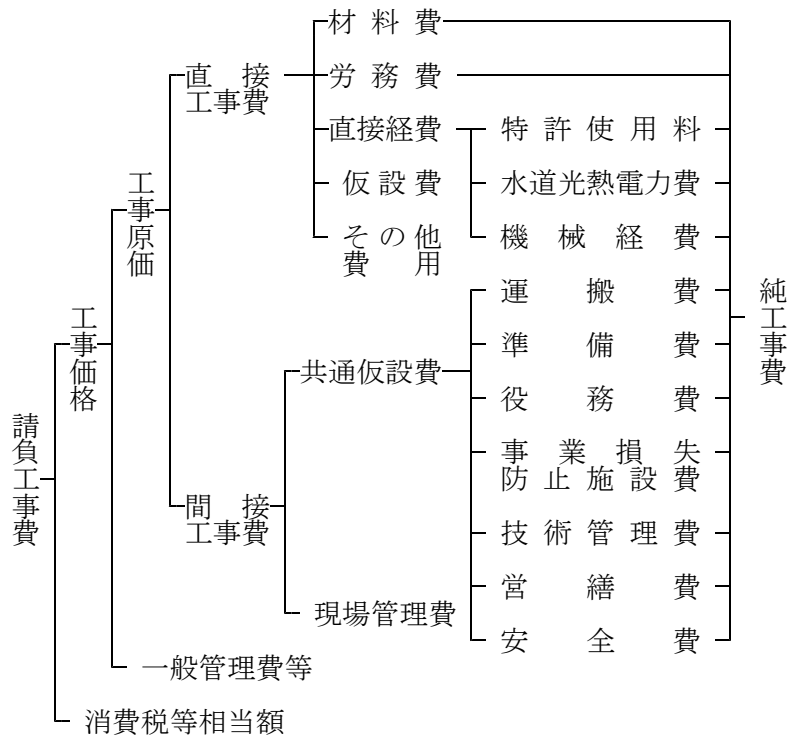 材料費
直接
工事費
労務費
直接経費
特許使用料
仮設費
水道光熱電力費
その他
費用
機械経費
工事原価
運搬費
純工事費
工事価格
準備費
共通仮設費
役務費
請負工事費
事業損失
防止施設費
間接
工事費
技術管理費
営繕費
現場管理費
安全費
一般管理費等
消費税等相当額